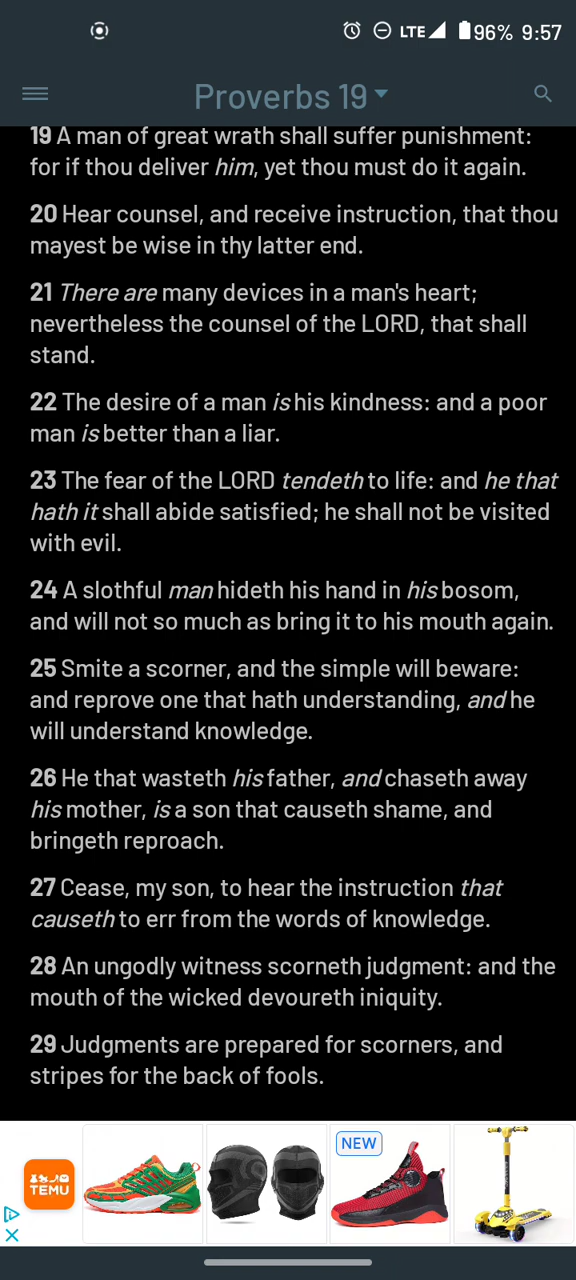 LTE 96% 9:57
Proverbs 19
19 A man of great wrath shall suffer punishment:
for if thou deliver him, yet thou must do it again.
20 Hear counsel, and receive instruction, that thou
mayest be wise in thy latter end.
21 There are many devices in a man's heart;
nevertheless the counsel of the LORD, that shall
stand.
22 The desire of a man is his kindness: and a poor
man is better than a liar.
23 The fear of the LORD tendeth to life: and he that
hath it shall abide satisfied; he shall not be visited
with evil.
24 A slothful man hideth his hand in his bosom,
and will not so much as bring it to his mouth again.
25 Smite a scorner, and the simple will beware:
and reprove one that hath understanding, and he
will understand knowledge.
26 He that wasteth his father, and chaseth away
his mother, is a son that causeth shame, and
bringeth reproach.
27 Cease, my son, to hear the instruction that
causeth to err from the words of knowledge.
28 An ungodly witness scorneth judgment: and the
mouth of the wicked devoureth iniquity.
29 Judgments are prepared for scorners, and
stripes for the back of fools.
NEW
TEMU